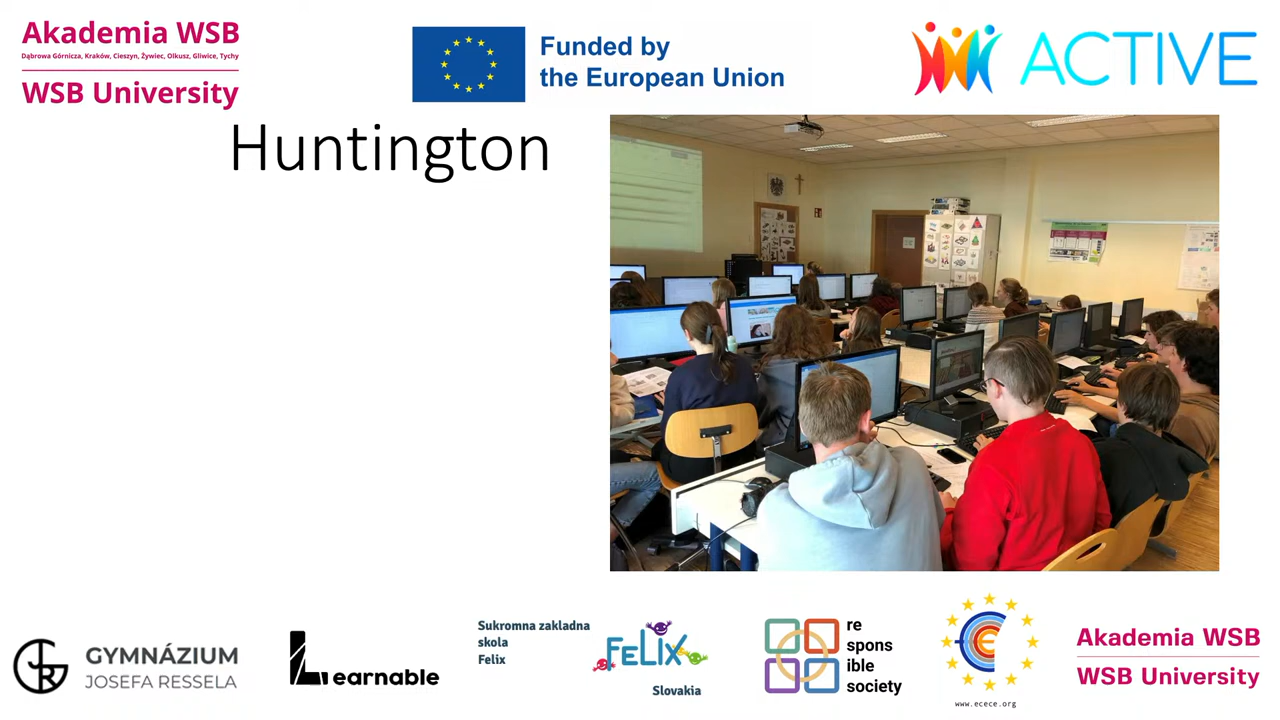 Akademia WSB
Dąbrowa Górnicza, Kraków, Cieszyn, Żywiec, Olkusz, Gliwice, Tychy
WSB University
Funded by
the European Union
ACTIVE
Huntington
GYMNÁZIUM
JOSEFA RESSELA
Learnable
Sukromna zakladna
skola
Felix
FELIX
Slovakia
re
spons
ible
society
www.ecece.org
Akademia WSB
WSB University